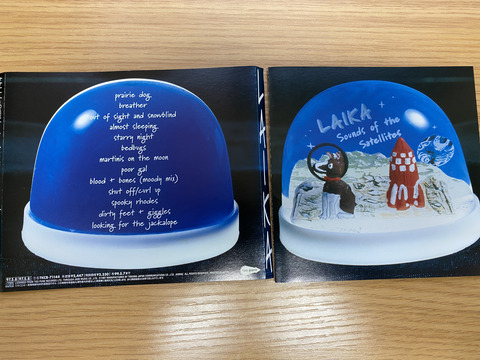 prairie dog
breather
out of sight and snowblind
almost sleeping
starry night
bedbugs
martinis on the moon
poor gal
blood + bones (moody mix)
shut off/curl up
spooky rhodes
dirty feet + giggles
looking for the jackalope
LAIKA
Sounds of the
Satellites